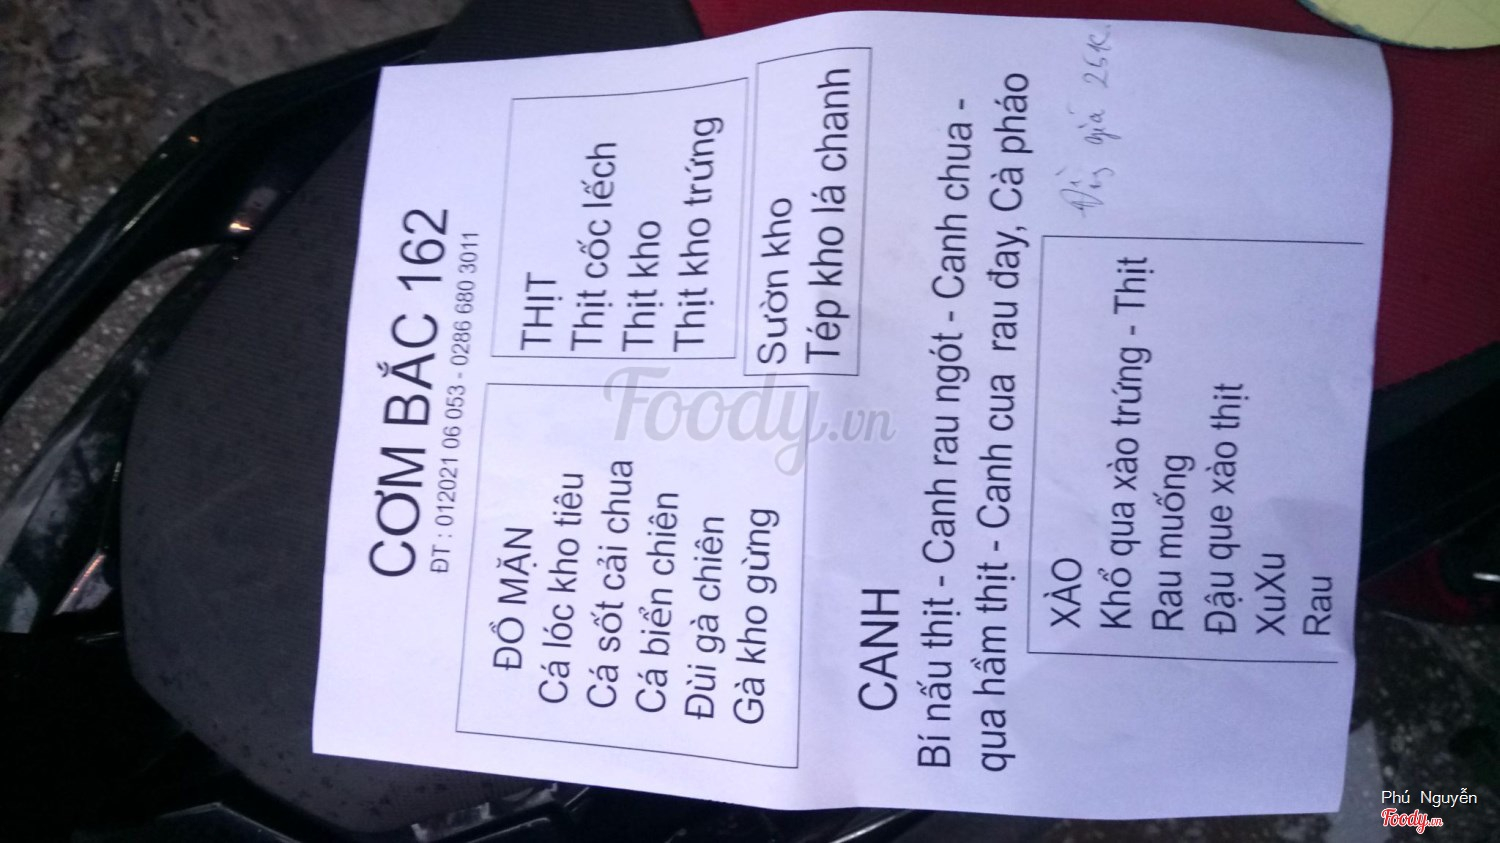 CƠM BẮC 162
ĐT : 012021 06 053 - 0286 680 3011
ĐỒ MẶN
Cá lóc kho tiêu
Cá sốt cải chua
Cá biển chiên
Đùi gà chiên
Gà kho gừng
THỊT
Thịt cốc lếch
Thịt kho
Thịt kho trứng
Sườn kho
Tép kho lá chanh
CANH
Bí nấu thịt - Canh rau ngót - Canh chua -
qua hầm thịt - Canh cua rau đay, Cà pháo
giá 25K.
XÀO
Khổ qua xào trứng - Thịt
Rau muống
Đậu que xào thịt
XuXu
Rau
Foody.vn
Phú Nguyễn
Foody.vn